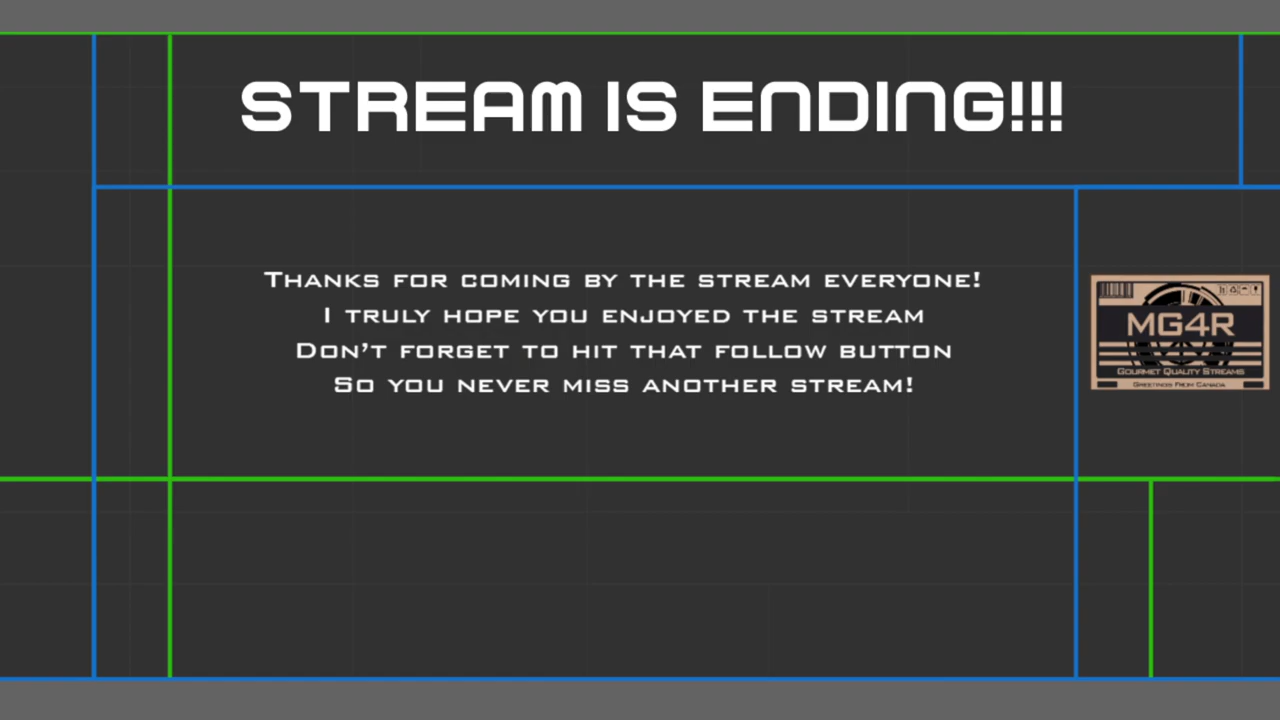 STREAM IS ENDING!!!
THANKS FOR COMING BY THE STREAM EVERYONE!
I TRULY HOPE YOU ENJOYED THE STREAM
DON'T FORGET TO HIT THAT FOLLOW BUTTON
SO YOU NEVER MISS ANOTHER STREAM!
MG4R
GOURMET QUALITY STREAMS
GREETINGS FROM CANADA